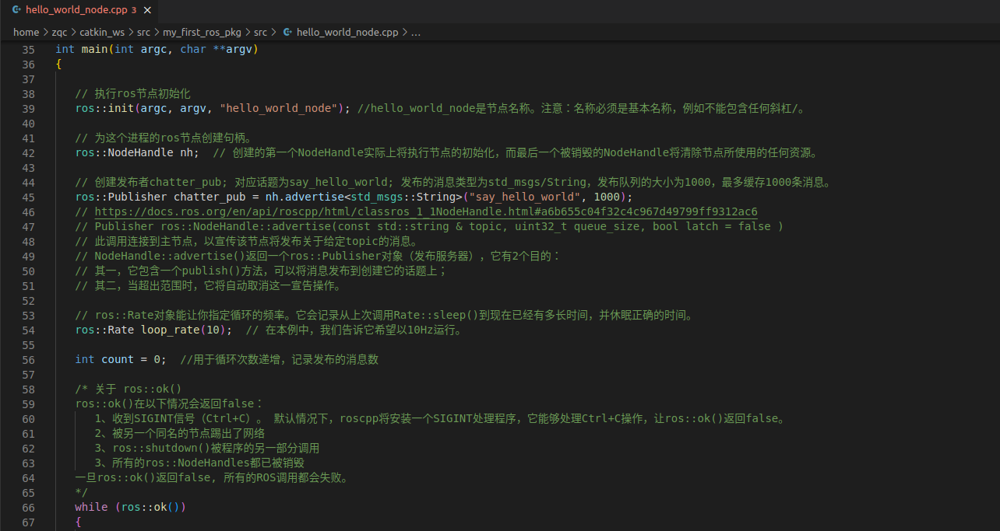 hello_world_node.cpp 3 ×
home > zqc > catkin_ws > src > my_first_ros_pkg > src > hello_world_node.cpp > ...
35 int main(int argc, char **argv)
36 {
37
38 // 执行ros节点初始化
39 ros::init(argc, argv, "hello_world_node"); //hello_world_node是节点名称。注意：名称必须是基本名称，例如不能包含任何斜杠/。
40
41 // 为这个进程的ros节点创建句柄。
42 ros::NodeHandle nh; // 创建的第一个NodeHandle实际上将执行节点的初始化，而最后一个被销毁的NodeHandle将清除节点所使用的任何资源。
43
44 // 创建发布者chatter_pub; 对应话题为say_hello_world; 发布的消息类型为std_msgs/String，发布队列的大小为1000，最多缓存1000条消息。
45 ros::Publisher chatter_pub = nh.advertise<std_msgs::String>("say_hello_world", 1000);
46 // https://docs.ros.org/en/api/roscpp/html/classros_1_1NodeHandle.html#a6b655c04f32c4c967d49799ff9312ac6
47 // Publisher ros::NodeHandle::advertise(const std::string & topic, uint32_t queue_size, bool latch = false )
48 // 此调用连接到主节点，以宣传该节点将发布关于给定topic的消息。
49 // NodeHandle::advertise()返回一个ros::Publisher对象（发布服务器），它有2个目的：
50 // 其一，它包含一个publish()方法，可以将消息发布到创建它的话题上；
51 // 其二，当超出范围时，它将自动取消这一宣告操作。
52
53 // ros::Rate对象能让你指定循环的频率。它会记录从上次调用Rate::sleep()到现在已经有多长时间，并休眠正确的时间。
54 ros::Rate loop_rate(10); // 在本例中，我们告诉它希望以10Hz运行。
55
56 int count = 0; //用于循环次数递增，记录发布的消息数
57
58 /* 关于 ros::ok()
59 ros::ok()在以下情况会返回false：
60 1、收到SIGINT信号（Ctrl+C）。 默认情况下，roscpp将安装一个SIGINT处理程序，它能够处理Ctrl+C操作，让ros::ok()返回false。
61 2、被另一个同名的节点踢出了网络
62 3、ros::shutdown()被程序的另一部分调用
63 3、所有的ros::NodeHandles都已被销毁
64 一旦ros::ok()返回false, 所有的ROS调用都会失败。
65 */
66 while (ros::ok())
67 {